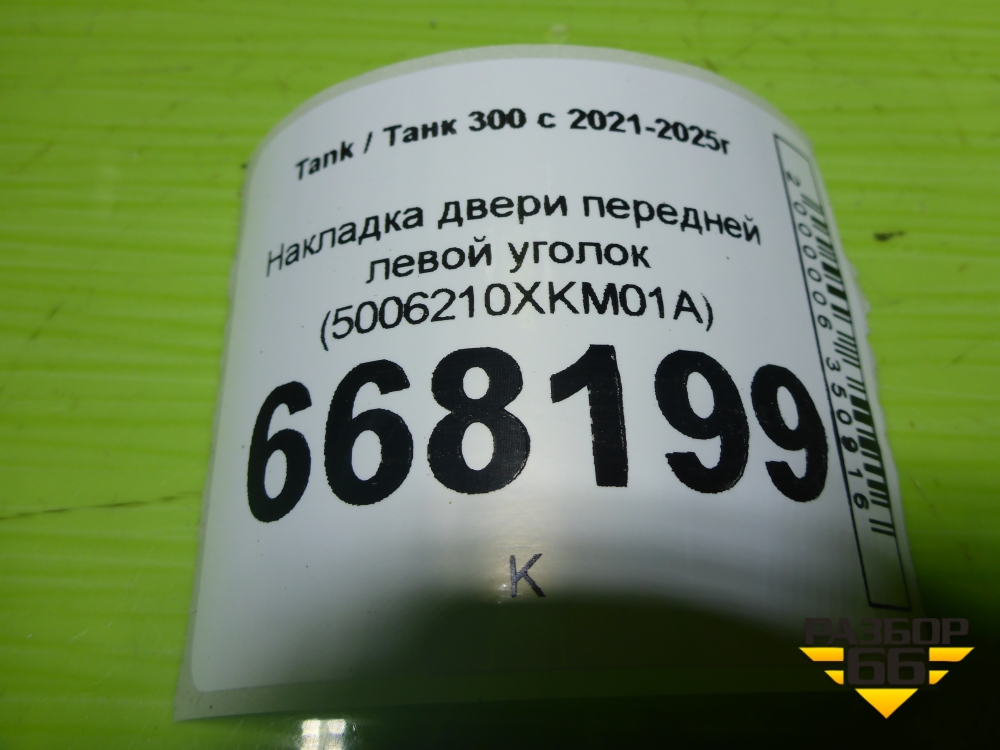 Tank / Танк 300 с 2021-2025г
Накладка двери передней
левой уголок
(5006210XKM01A)
668199
К
2000006350916
РАЗБОР
66